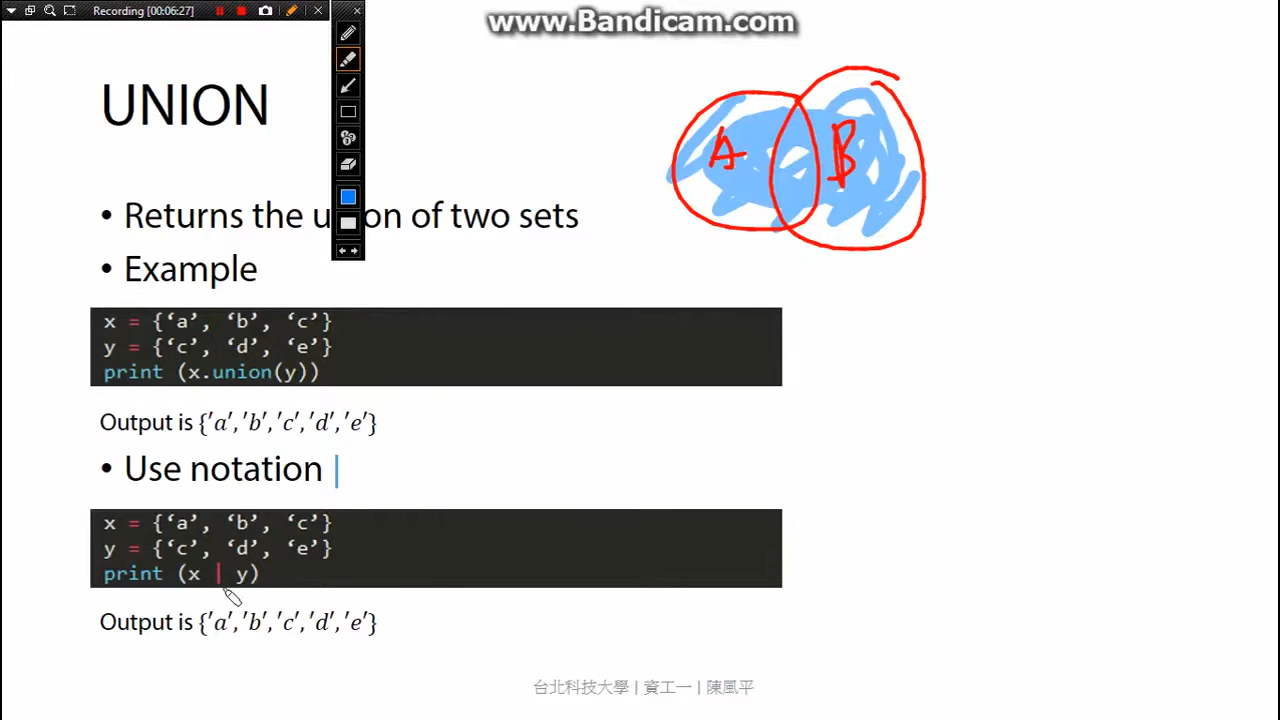 Recording [00:06:27]
www.Bandicam.com
UNION
A B
• Returns the union of two sets
• Example
x = {‘a’, ‘b’, ‘c’}
y = {‘c’, ‘d’, ‘e’}
print (x.union(y))
Output is {′a′,′b′,′c′,′d′,′e′}
• Use notation |
x = {‘a’, ‘b’, ‘c’}
y = {‘c’, ‘d’, ‘e’}
print (x | y)
Output is {′a′,′b′,′c′,′d′,′e′}
台北科技大學 | 資工一 | 陳風平